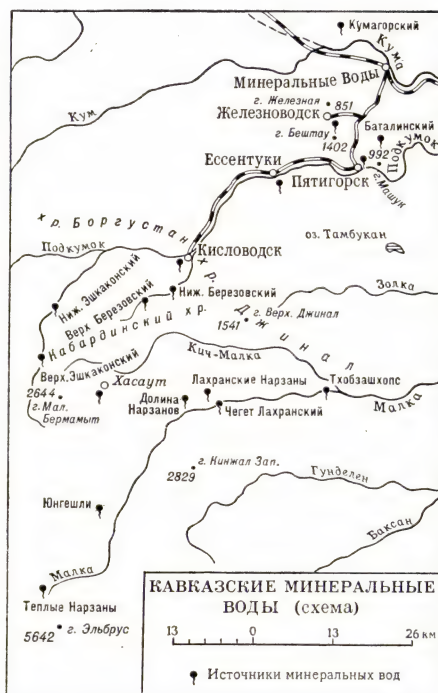 Кумагорский
Кума
Минеральные Воды
г. Железная 851
Железноводск
Баталинский
г. Бештау
1402
992
Подкумок
Кум
Ессентуки
Пятигорск
г. Машук
хр. Боргустан
оз. Тамбукан
Подкумок
Кисловодск
хр. Джинал
Золка
Ниж. Эшкаконский
Верх. Березовский
Ниж. Березовский
Кабардинский хр.
г. Верх. Джинал
1541
Верх. Эшкаконский
Кич-Малка
Хасаут
Лахранские Нарзаны
Тхобзашхопс
2644
г. Мал.
Бермамыт
Долина
Нарзанов
Чегет Лахранский
Малка
г. Кинжал Зап.
2829
Гунделен
Юнгешли
Баксан
Малка
Теплые Нарзаны
5642 г. Эльбрус
КАВКАЗСКИЕ МИНЕРАЛЬНЫЕ
ВОДЫ (схема)
13 0 13 26 км
Источники минеральных вод